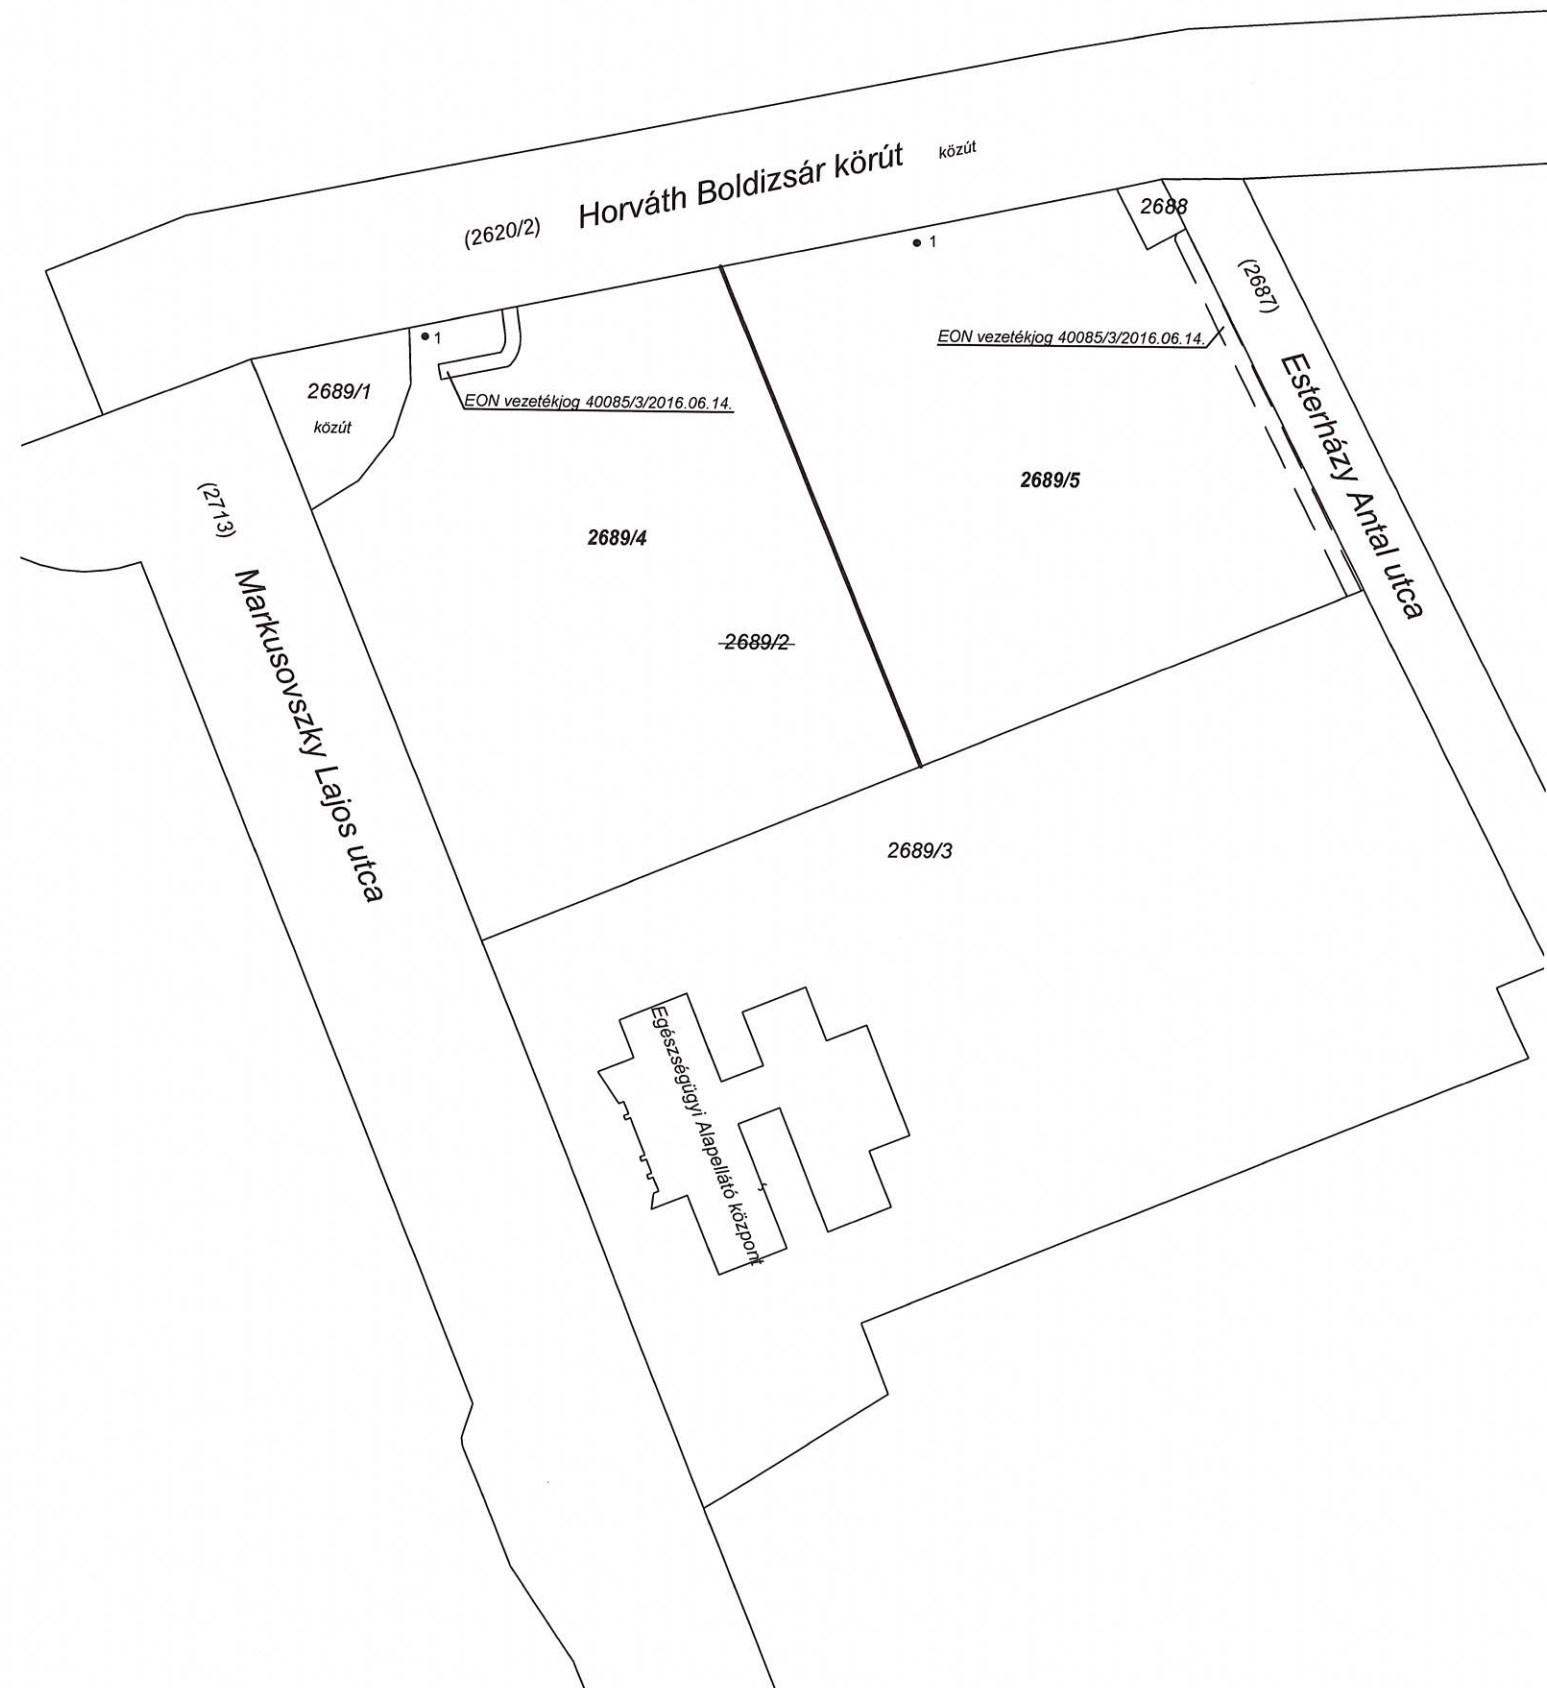 Horváth Boldizsár körút közút
(2620/2)
2688
1
(2687)
1
EON vezetékjog 40085/3/2016.06.14.
2689/1
közút
EON vezetékjog 40085/3/2016.06.14.
Esterházy Antal utca
2689/5
(2713)
2689/4
Markusovszky Lajos utca
2689/2
2689/3
Egészségügyi Alapellátó központ